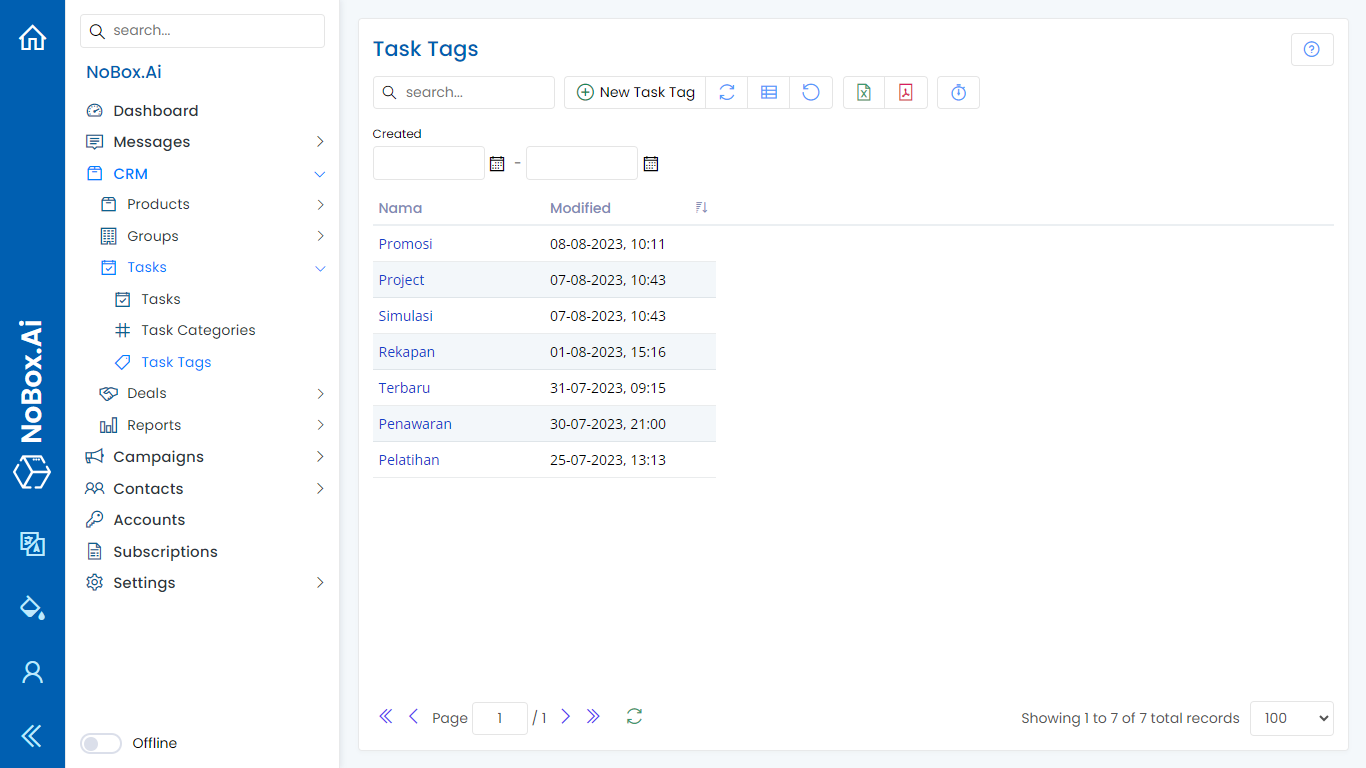 search...
NoBox.Ai
Dashboard
Messages
CRM
Products
Groups
Tasks
Tasks
Task Categories
Task Tags
Deals
Reports
Campaigns
Contacts
Accounts
Subscriptions
Settings
Offline
NoBox.Ai
Task Tags
search...
New Task Tag
Created
-
Nama Modified
Promosi 08-08-2023, 10:11
Project 07-08-2023, 10:43
Simulasi 07-08-2023, 10:43
Rekapan 01-08-2023, 15:16
Terbaru 31-07-2023, 09:15
Penawaran 30-07-2023, 21:00
Pelatihan 25-07-2023, 13:13
Page 1 / 1 Showing 1 to 7 of 7 total records 100